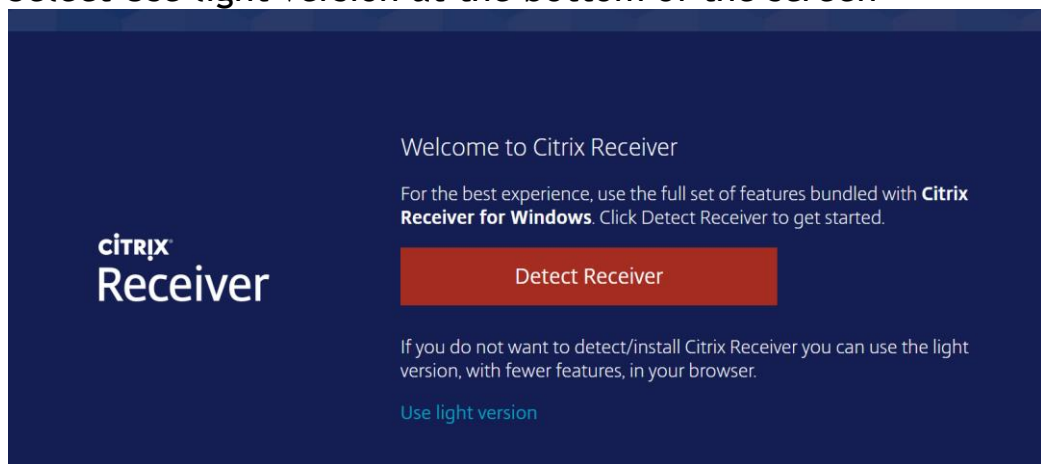 select Use light version at the bottom of the screen
Welcome to Citrix Receiver
For the best experience, use the full set of features bundled with Citrix
Receiver for Windows. Click Detect Receiver to get started.
CİTRIX
Receiver
Detect Receiver
If you do not want to detect/install Citrix Receiver you can use the light
version, with fewer features, in your browser.
Use light version